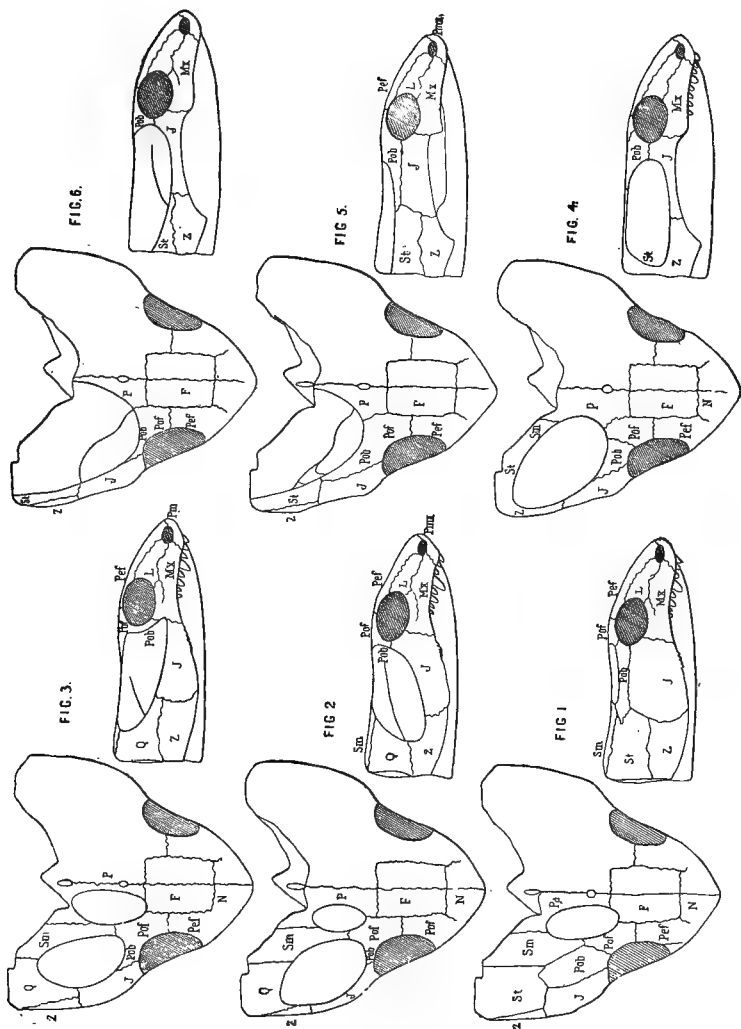 FIG. 6.
St
Z
J
Pob
Mx
Z
St
J
Pob
Pof
Pef
P
F
FIG 5.
St
Z
Pob
J
Pef
L
Mx
Pmx
Z
St
J
Pob
Pof
Pef
P
F
FIG. 4.
St
Z
Pob
J
Mx
Z
St
Sm
J
Pob
Pof
Pef
P
F
N
FIG. 3.
Q
Z
Pob
J
Pef
L
Mx
Pm
Z
Q
Sm
J
Pob
Pof
Pef
P
F
N
FIG 2
Sm
Q
Z
Pof
Pob
J
Pef
L
Mx
Pmx
Z
Q
Sm
J
Pob
Pof
Pef
P
F
N
FIG 1
Sm
St
Z
Pob
J
Pof
Pef
L
Mx
Z
St
Sm
J
Pob
Pof
Pef
F
N